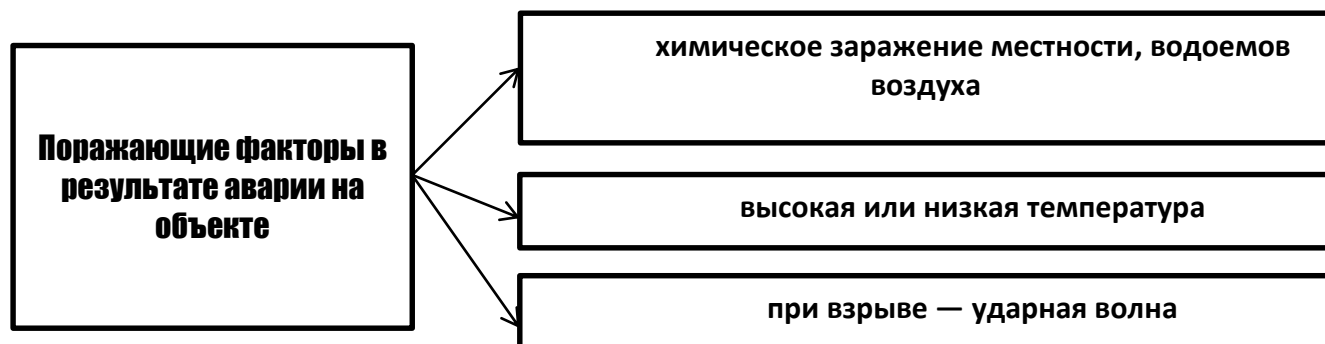 Поражающие факторы в
результате аварии на
объекте
химическое заражение местности, водоемов
воздуха
высокая или низкая температура
при взрыве — ударная волна